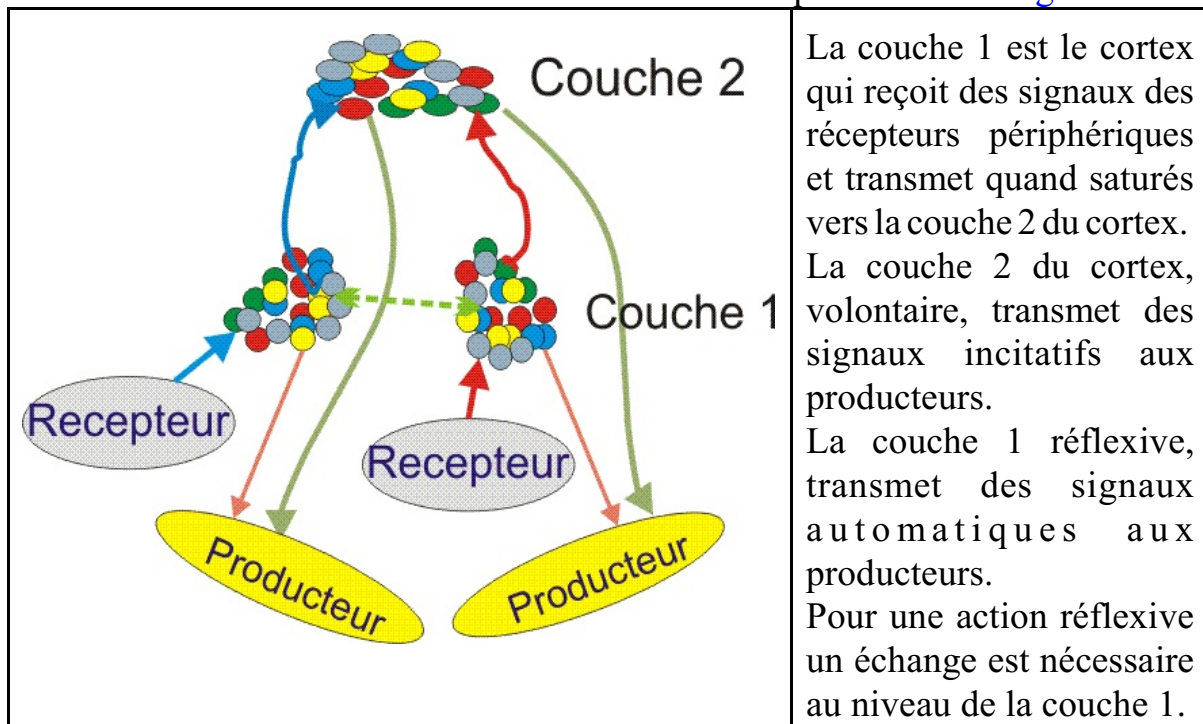 Couche 2
Couche 1
Recepteur
Recepteur
Producteur
Producteur
La couche 1 est le cortex
qui reçoit des signaux des
récepteurs périphériques
et transmet quand saturés
vers la couche 2 du cortex.
La couche 2 du cortex,
volontaire, transmet des
signaux incitatifs aux
producteurs.
La couche 1 réflexive,
transmet des signaux
automatiques aux
producteurs.
Pour une action réflexive
un échange est nécessaire
au niveau de la couche 1.